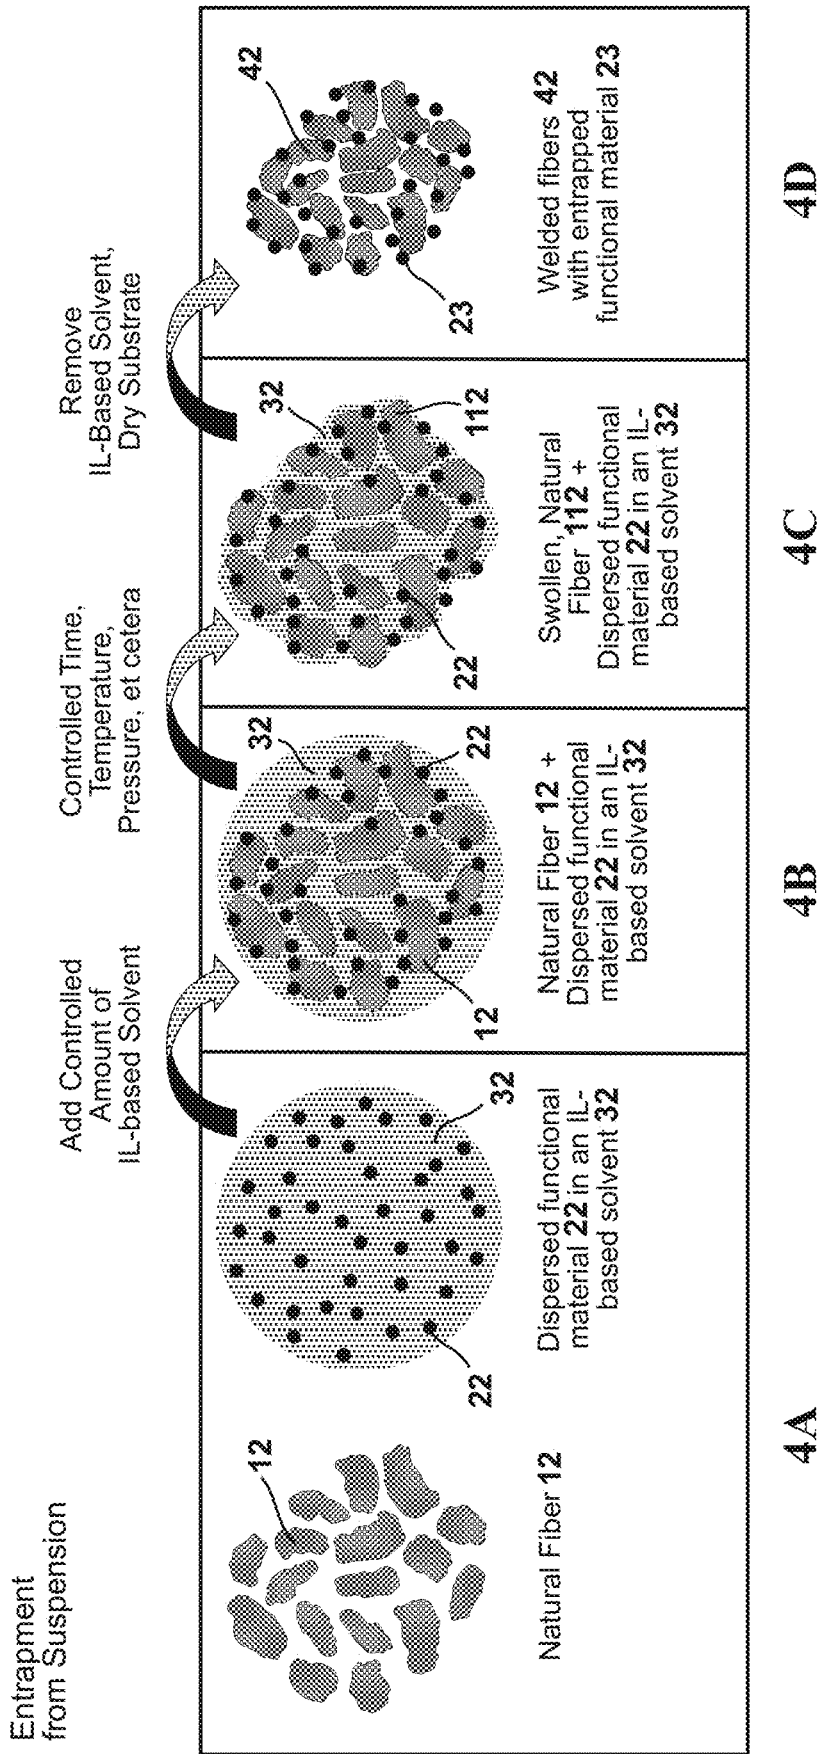 Entrapment
from Suspension
Add Controlled
Amount of
IL-based Solvent
Controlled Time,
Temperature,
Pressure, et cetera
Remove
IL-Based Solvent,
Dry Substrate
12
Natural Fiber 12
22
32
Dispersed functional
material 22 in an IL-
based solvent 32
4A
12
32
22
Natural Fiber 12 +
Dispersed functional
material 22 in an IL-
based solvent 32
4B
22
32
112
Swollen, Natural
Fiber 112 +
Dispersed functional
material 22 in an IL-
based solvent 32
4C
23
42
Welded fibers 42
with entrapped
functional material 23
4D